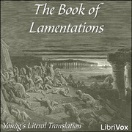 The Book of
Lamentations
Young's Literal Translation
LibriVox